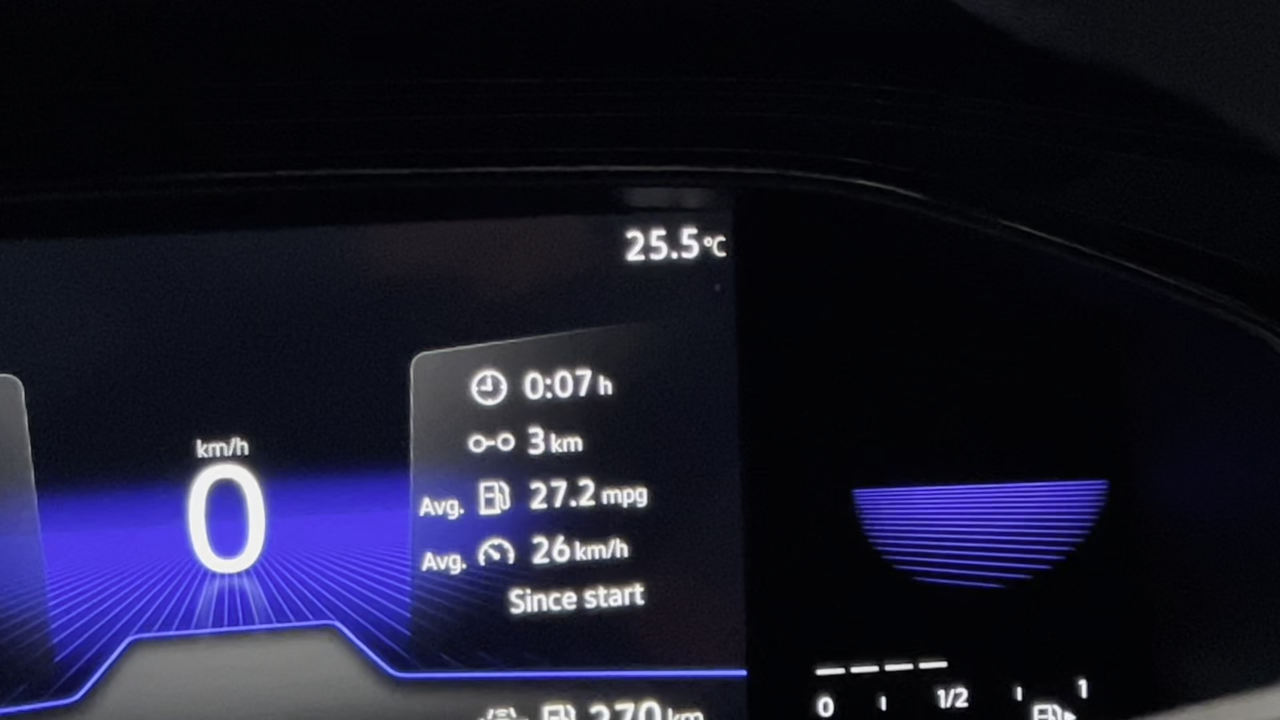 25.5°C
0:07 h
3 km
km/h
0
Avg. 27.2 mpg
Avg. 26 km/h
Since start
270 km
0 1/2 1